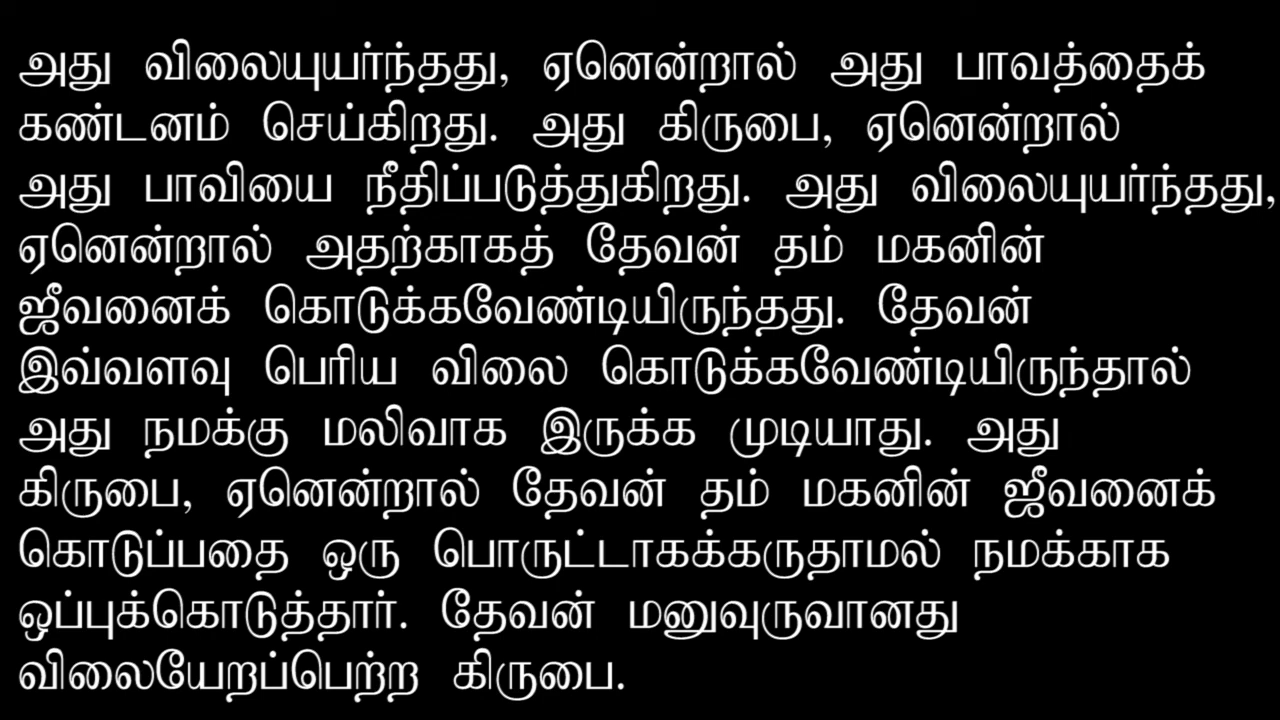 அது விலையுயர்ந்தது, ஏனென்றால் அது பாவத்தைக்
கண்டனம் செய்கிறது. அது கிருபை, ஏனென்றால்
அது பாவியை நீதிப்படுத்துகிறது. அது விலையுயர்ந்தது,
ஏனென்றால் அதற்காகத் தேவன் தம் மகனின்
ஜீவனைக் கொடுக்கவேண்டியிருந்தது. தேவன்
இவ்வளவு பெரிய விலை கொடுக்கவேண்டியிருந்தால்
அது நமக்கு மலிவாக இருக்க முடியாது. அது
கிருபை, ஏனென்றால் தேவன் தம் மகனின் ஜீவனைக்
கொடுப்பதை ஒரு பொருட்டாகக்கருதாமல் நமக்காக
ஒப்புக்கொடுத்தார். தேவன் மனுவுருவானது
விலையேறப்பெற்ற கிருபை.